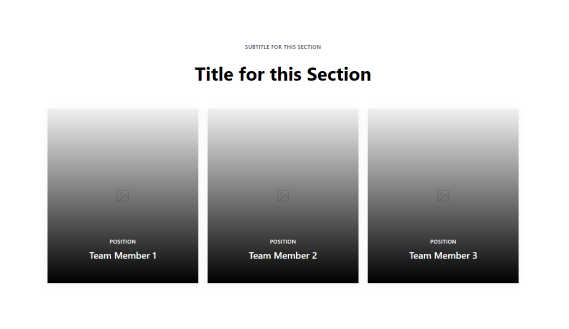 SUBTITLE FOR THIS SECTION
Title for this Section
POSITION
Team Member 1
POSITION
Team Member 2
POSITION
Team Member 3